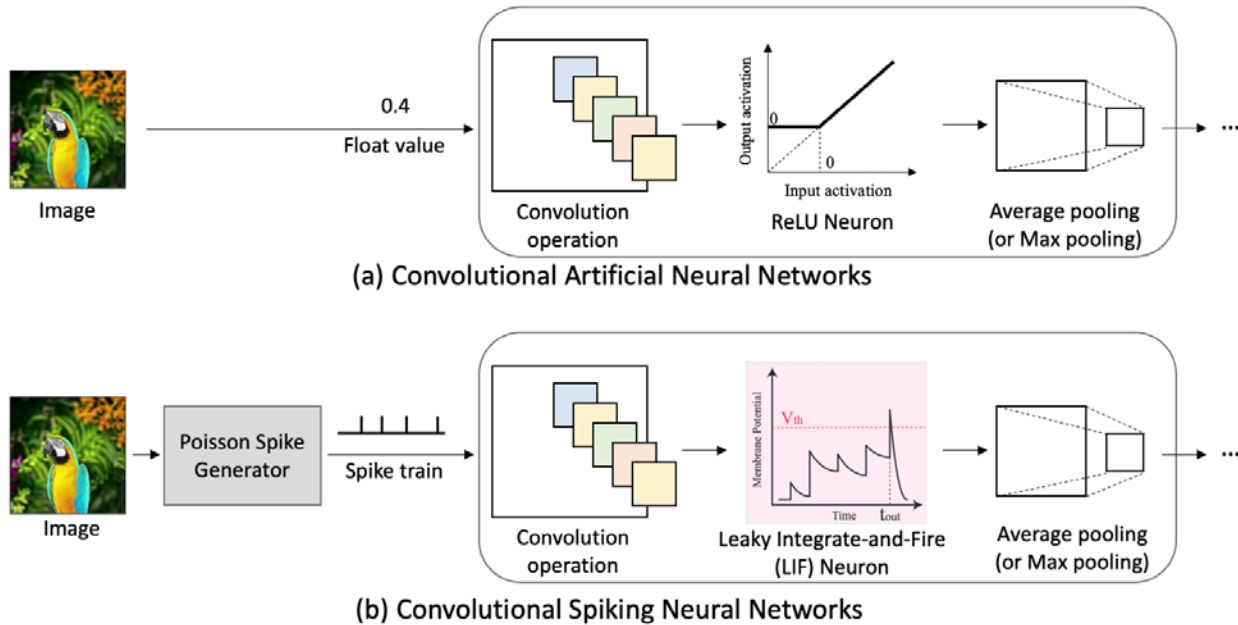 Image
0.4
Float value
Convolution
operation
Output activation
0
0
Input activation
ReLU Neuron
Average pooling
(or Max pooling)
...
(a) Convolutional Artificial Neural Networks
Image
Poisson Spike
Generator
Spike train
Convolution
operation
Membrane Potential
Vth
Time
tout
Leaky Integrate-and-Fire
(LIF) Neuron
Average pooling
(or Max pooling)
...
(b) Convolutional Spiking Neural Networks